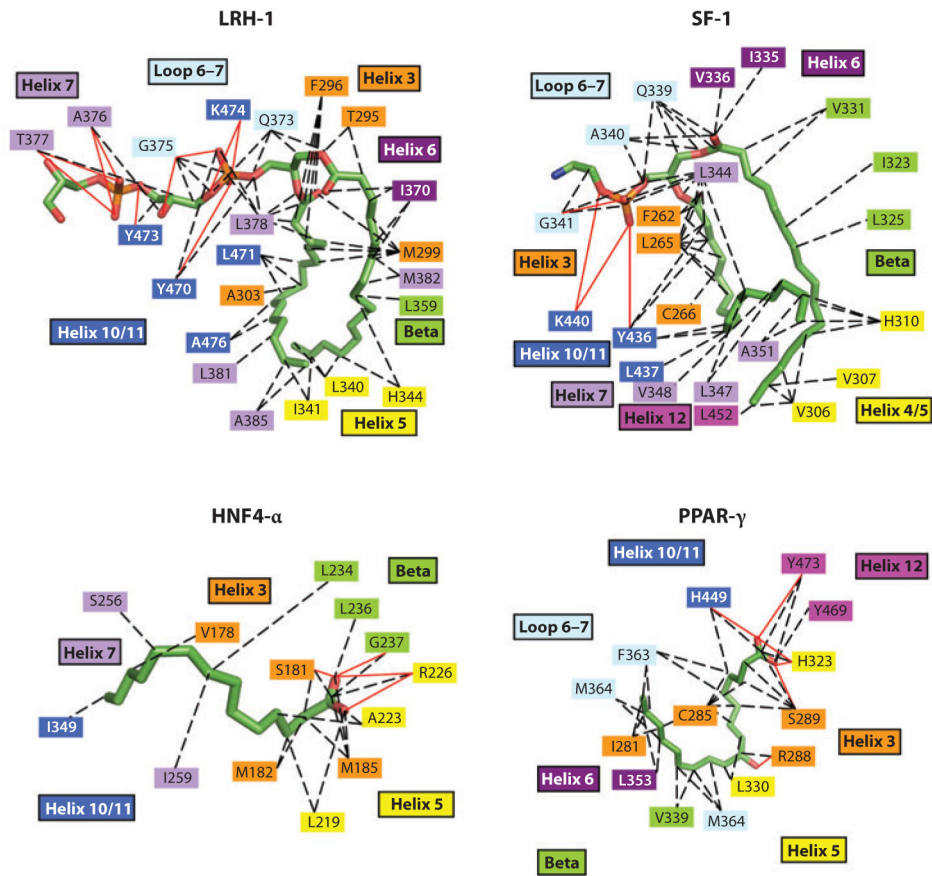 LRH-1
Helix 7
Loop 6–7
F296
Helix 3
A376
K474
Q373
T295
T377
G375
Helix 6
I370
L378
Y473
L471
M299
Y470
M382
A303
L359
Helix 10/11
Beta
A476
L381
L340
H344
A385
I341
Helix 5
SF-1
I335
V336
Helix 6
Loop 6–7
Q339
V331
A340
I323
L344
G341
F262
L325
Helix 3
L265
Beta
K440
C266
H310
Y436
Helix 10/11
A351
L437
V307
Helix 7
V348
L347
Helix 12
L452
V306
Helix 4/5
HNF4-α
L234
Beta
S256
Helix 3
L236
V178
G237
Helix 7
S181
R226
A223
I349
I259
M182
M185
Helix 10/11
Helix 5
L219
PPAR-γ
Helix 10/11
Y473
Helix 12
H449
Y469
Loop 6–7
F363
H323
M364
C285
S289
I281
Helix 3
R288
Helix 6
L353
L330
V339
M364
Helix 5
Beta